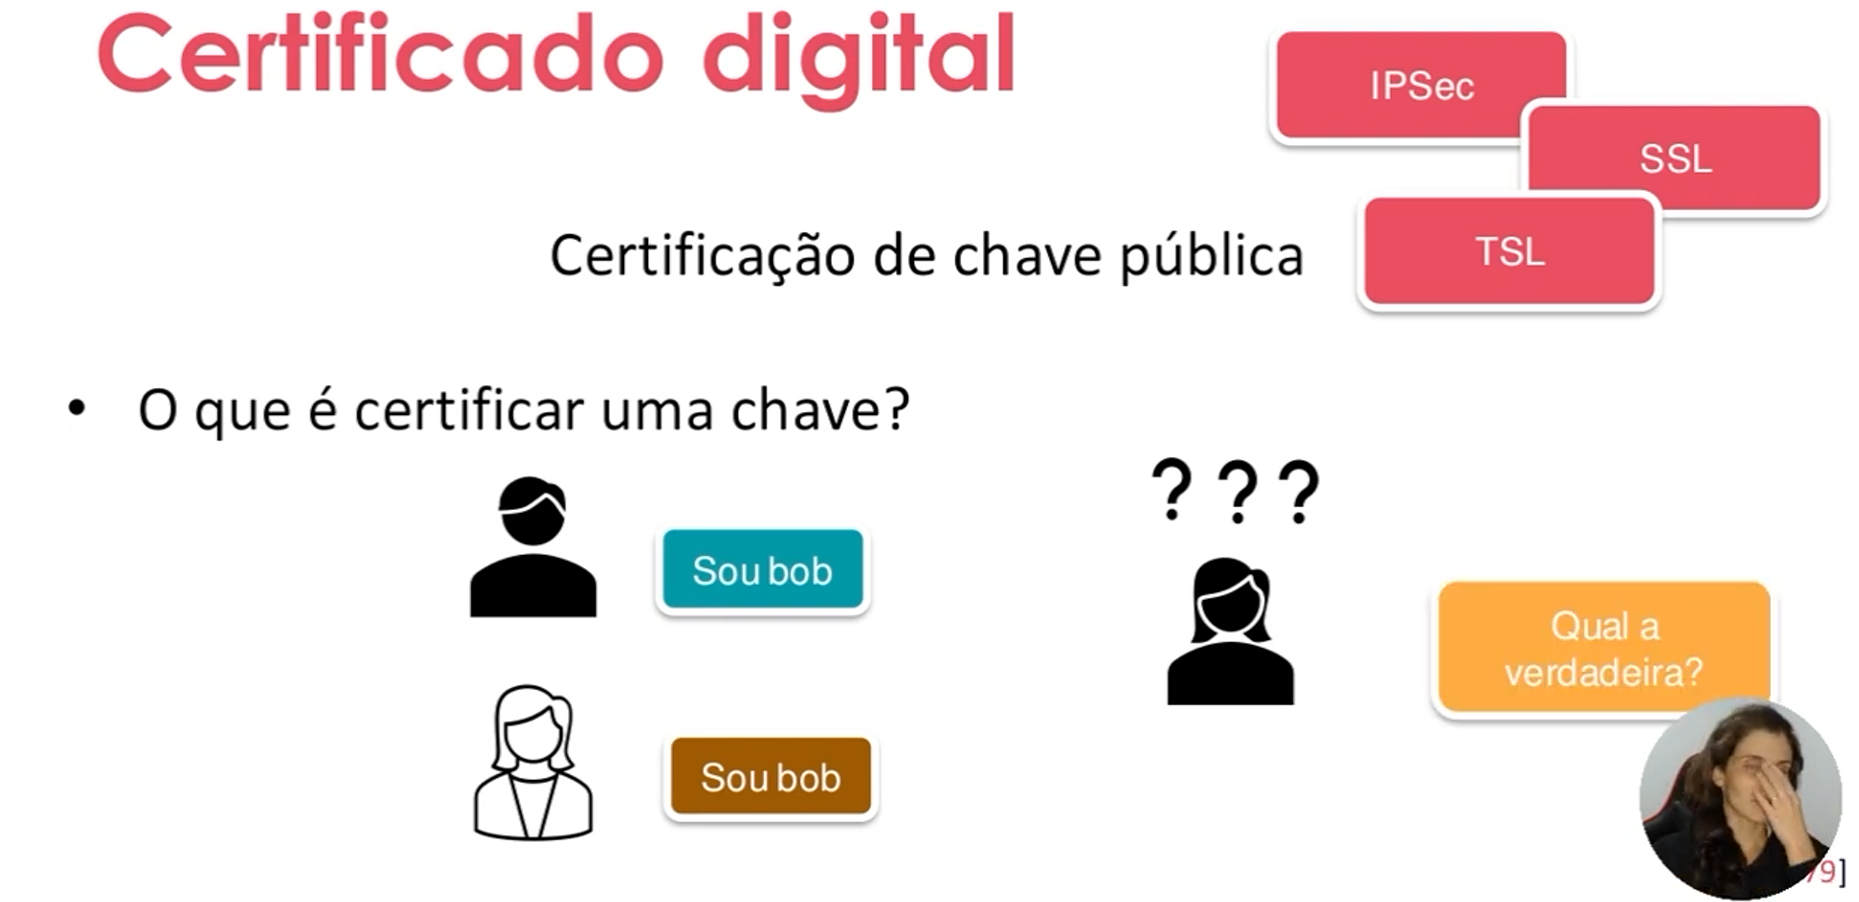 Certificado digital
IPSec
SSL
Certificação de chave pública
TSL
• O que é certificar uma chave?
? ? ?
Sou bob
Qual a
verdadeira?
Sou bob
9]